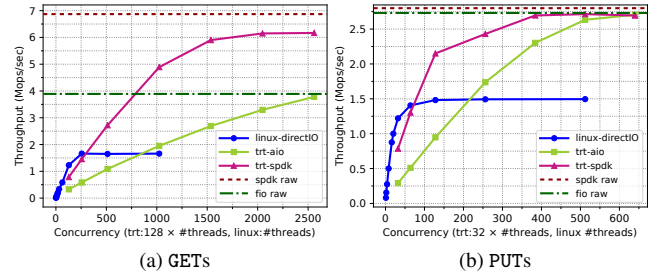 Throughput (Mops/sec)
7
6
5
4
3
2
1
0
0 500 1000 1500 2000 2500
linux-directIO
trt-aio
trt-spdk
spdk raw
fio raw
Concurrency (trt:128 × #threads, linux:#threads)
(a) GETs
Throughput (Mops/sec)
2.5
2.0
1.5
1.0
0.5
0.0
0 100 200 300 400 500 600
linux-directIO
trt-aio
trt-spdk
spdk raw
fio raw
Concurrency (trt:32 × #threads, linux #threads)
(b) PUTs